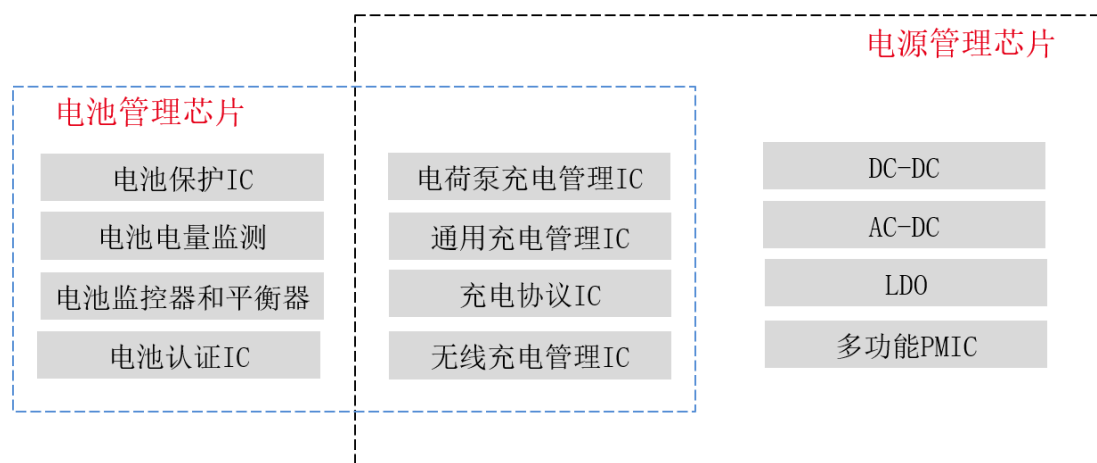 电源管理芯片
电池管理芯片
电池保护IC
电池电量监测
电池监控器和平衡器
电池认证IC
电荷泵充电管理IC
通用充电管理IC
充电协议IC
无线充电管理IC
DC-DC
AC-DC
LDO
多功能PMIC